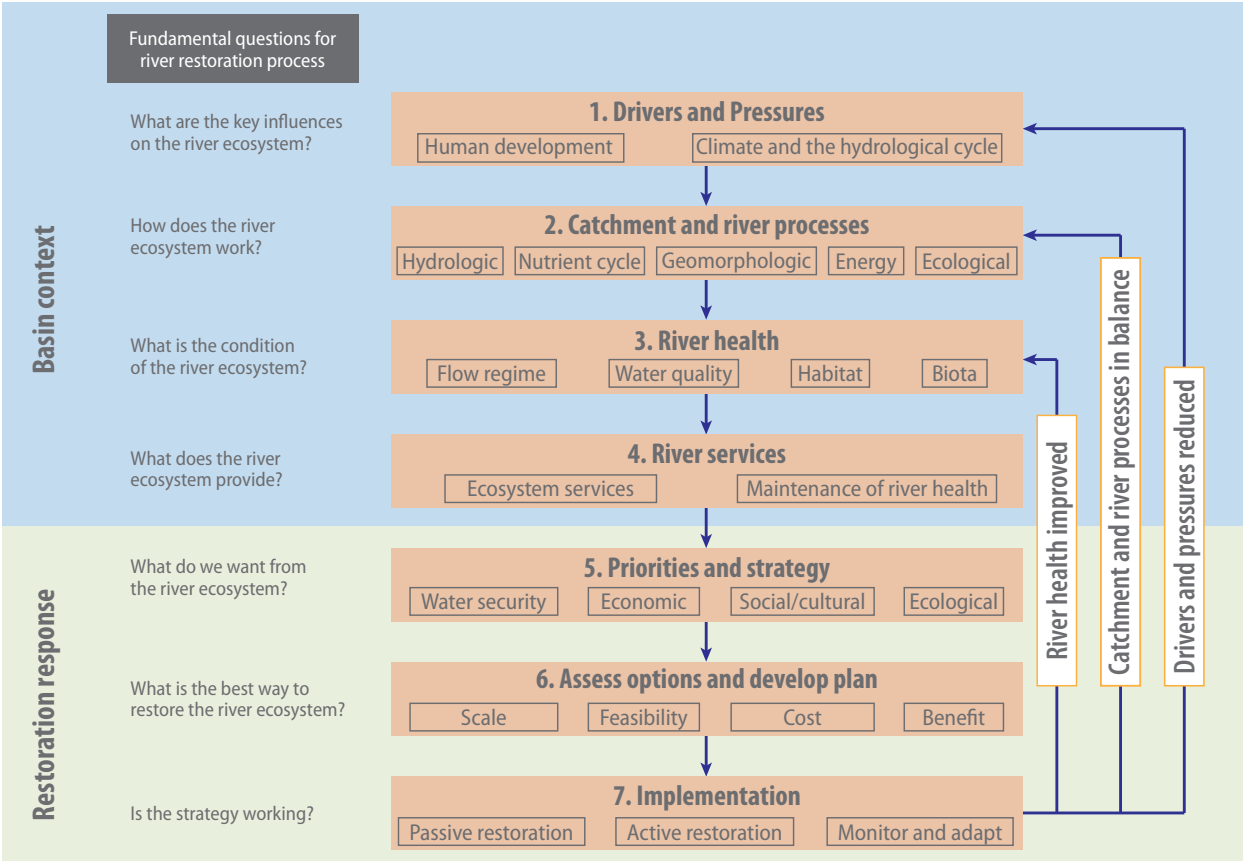 Fundamental questions for
river restoration process
Basin context
What are the key influences
on the river ecosystem?
1. Drivers and Pressures
Human development
Climate and the hydrological cycle
How does the river
ecosystem work?
2. Catchment and river processes
Hydrologic
Nutrient cycle
Geomorphologic
Energy
Ecological
What is the condition
of the river ecosystem?
3. River health
Flow regime
Water quality
Habitat
Biota
What does the river
ecosystem provide?
4. River services
Ecosystem services
Maintenance of river health
Restoration response
What do we want from
the river ecosystem?
5. Priorities and strategy
Water security
Economic
Social/cultural
Ecological
What is the best way to
restore the river ecosystem?
6. Assess options and develop plan
Scale
Feasibility
Cost
Benefit
Is the strategy working?
7. Implementation
Passive restoration
Active restoration
Monitor and adapt
River health improved
Catchment and river processes in balance
Drivers and pressures reduced